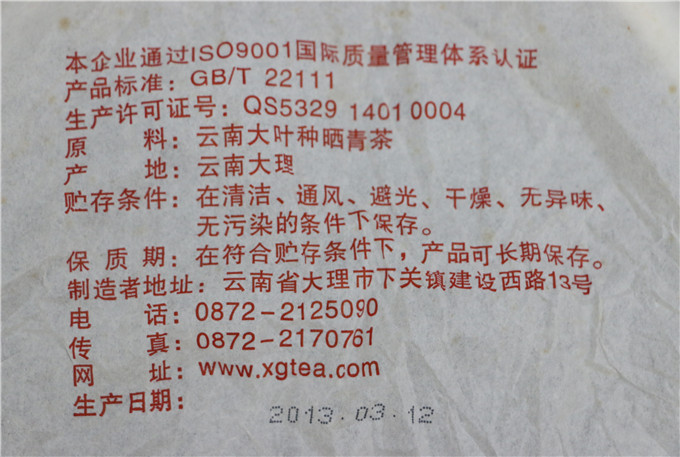 本企业通过ISO9001国际质量管理体系认证
产品标准：GB/T 22111
生产许可证号：QS5329 1401 0004
原 料：云南大叶种晒青茶
产 地：云南大理
贮存条件：在清洁、通风、避光、干燥、无异味、
无污染的条件下保存。
保 质 期：在符合贮存条件下，产品可长期保存。
制造者地址：云南省大理市下关镇建设西路13号
电 话：0872-2125090
传 真：0872-2170761
网 址：www.xgtea.com
生产日期：
2013.03.12